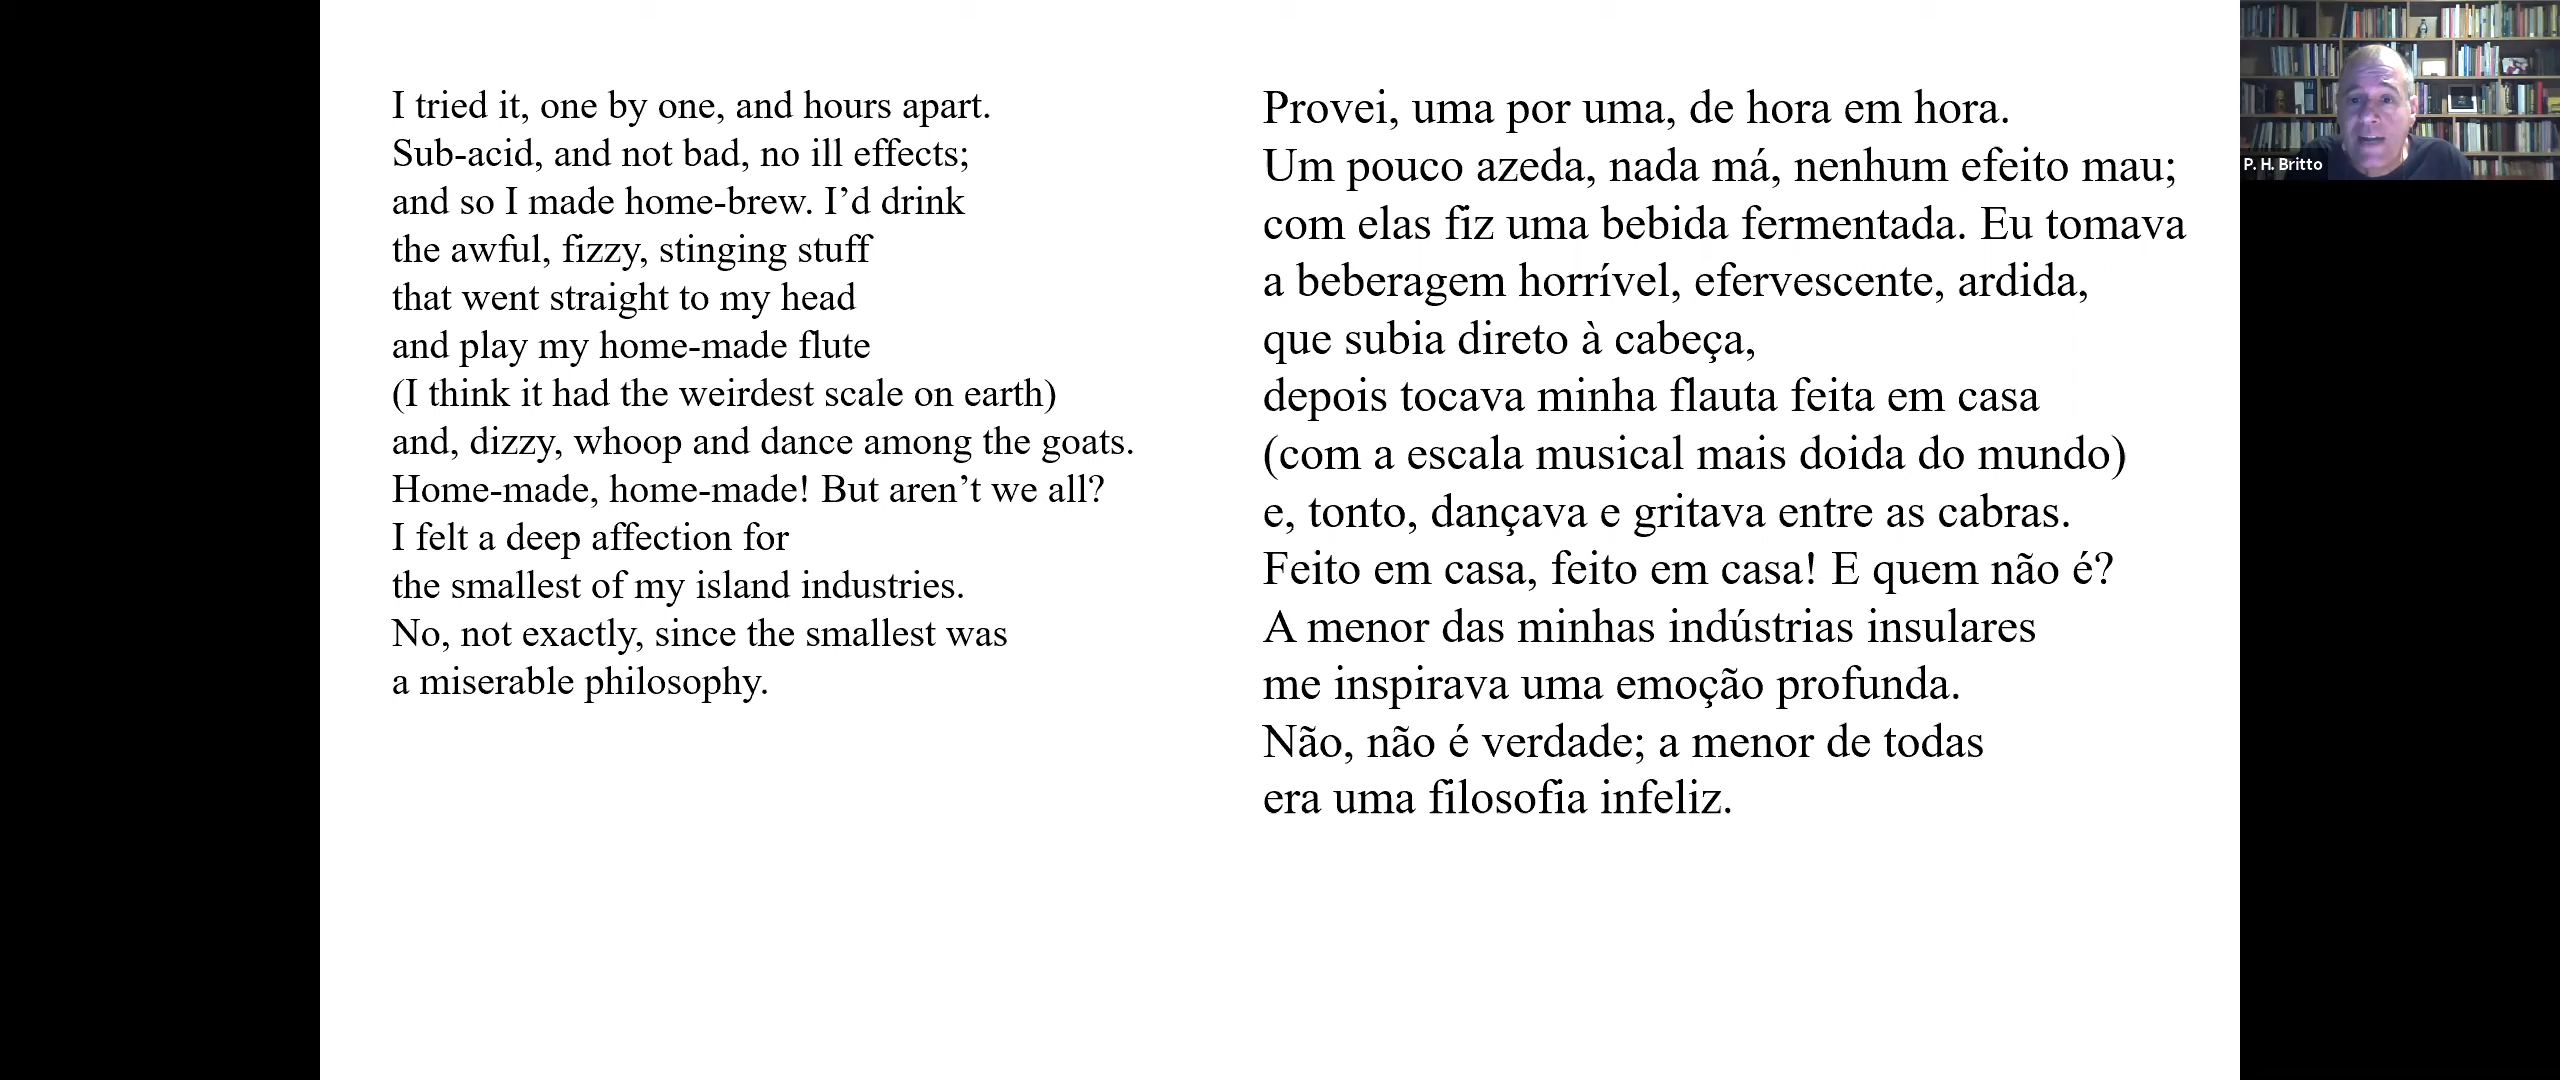 I tried it, one by one, and hours apart.
Sub-acid, and not bad, no ill effects;
and so I made home-brew. I’d drink
the awful, fizzy, stinging stuff
that went straight to my head
and play my home-made flute
(I think it had the weirdest scale on earth)
and, dizzy, whoop and dance among the goats.
Home-made, home-made! But aren’t we all?
I felt a deep affection for
the smallest of my island industries.
No, not exactly, since the smallest was
a miserable philosophy.
Provei, uma por uma, de hora em hora.
Um pouco azeda, nada má, nenhum efeito mau;
com elas fiz uma bebida fermentada. Eu tomava
a beberagem horrível, efervescente, ardida,
que subia direto à cabeça,
depois tocava minha flauta feita em casa
(com a escala musical mais doida do mundo)
e, tonto, dançava e gritava entre as cabras.
Feito em casa, feito em casa! E quem não é?
A menor das minhas indústrias insulares
me inspirava uma emoção profunda.
Não, não é verdade; a menor de todas
era uma filosofia infeliz.
P. H. Britto